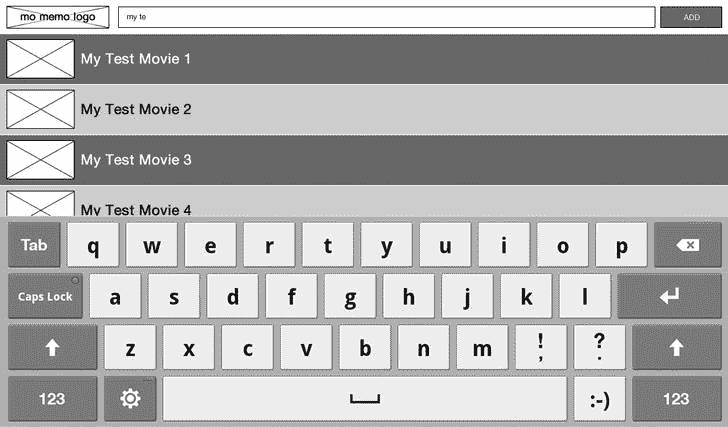 mo memo logo my te ADD
My Test Movie 1
My Test Movie 2
My Test Movie 3
My Test Movie 4
Tab q w e r t y u i o p
Caps Lock a s d f g h j k l
z x c v b n m ! , ? .
123 :-) 123